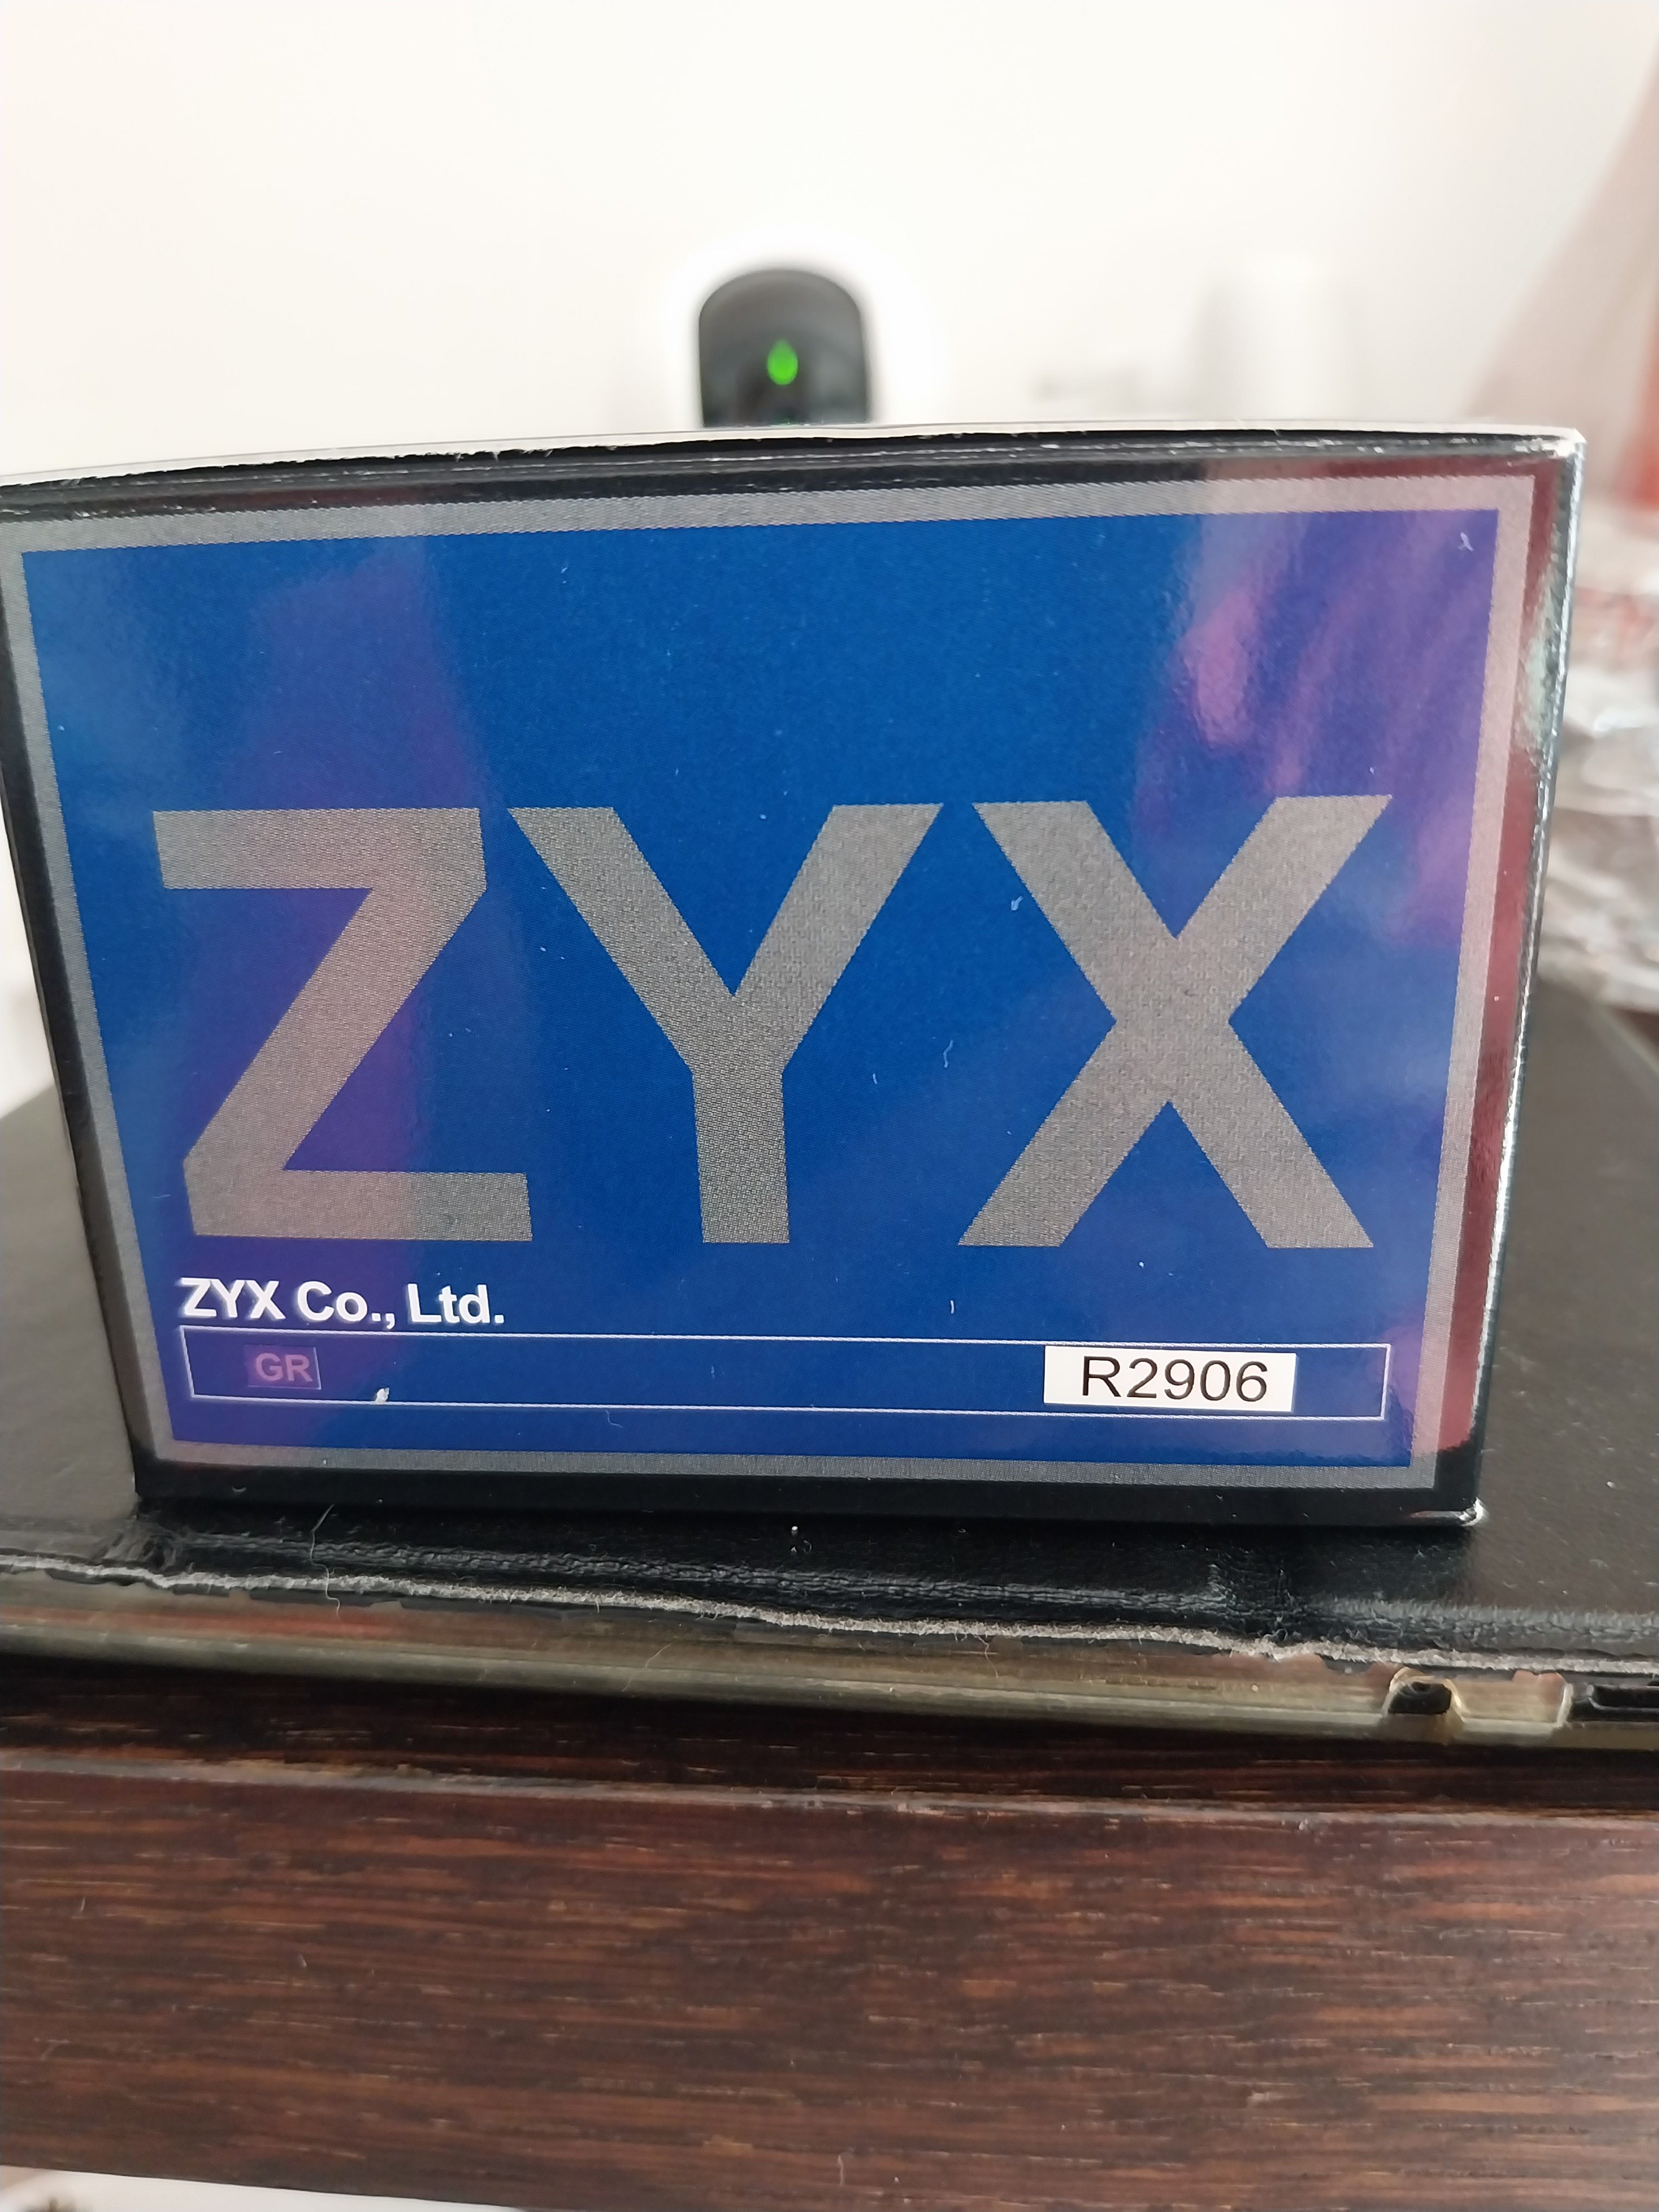 ZYX
ZYX Co., Ltd.
GR R2906